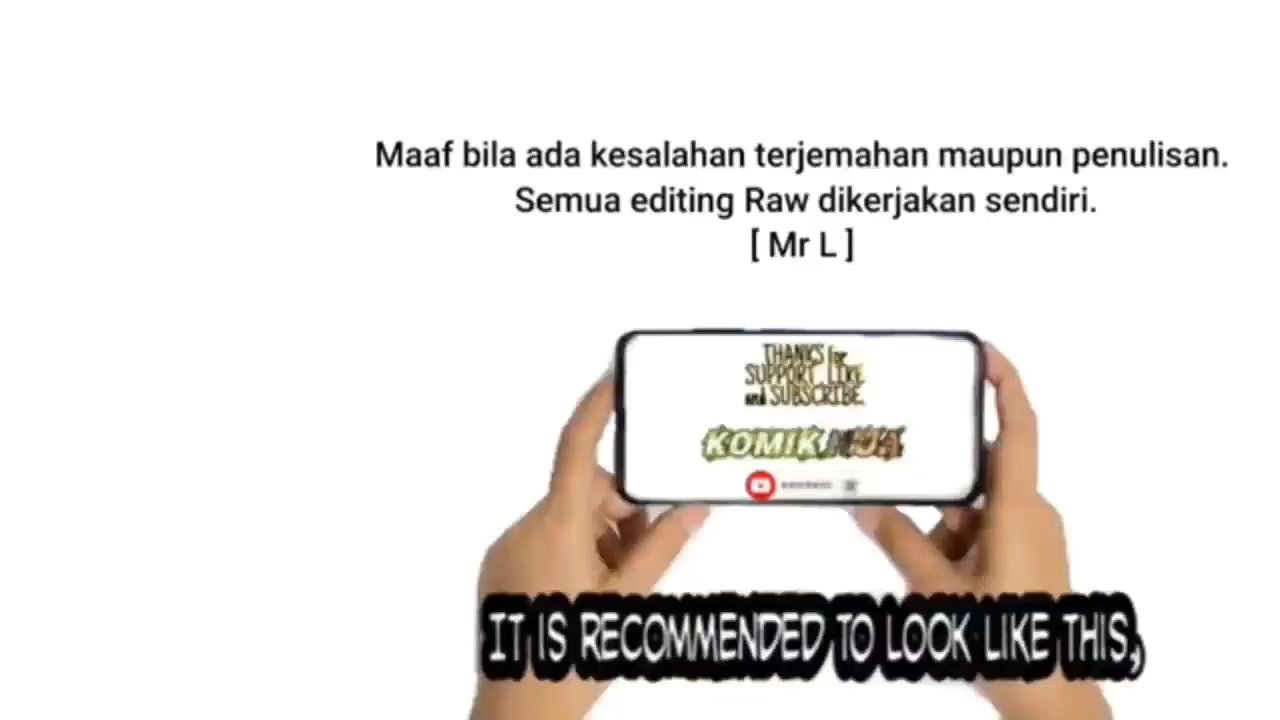 Maaf bila ada kesalahan terjemahan maupun penulisan.
Semua editing Raw dikerjakan sendiri.
[ Mr L ]
THANKS for
SUPPORT LIKE
and SUBSCRIBE.
KOMIK
IT IS RECOMMENDED TO LOOK LIKE THIS,